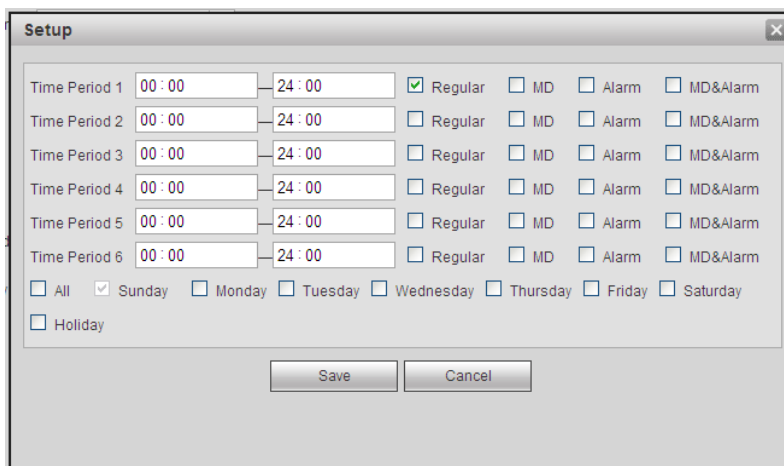 Setup
Time Period 1 00:00 — 24:00 Regular MD Alarm MD&Alarm
Time Period 2 00:00 — 24:00 Regular MD Alarm MD&Alarm
Time Period 3 00:00 — 24:00 Regular MD Alarm MD&Alarm
Time Period 4 00:00 — 24:00 Regular MD Alarm MD&Alarm
Time Period 5 00:00 — 24:00 Regular MD Alarm MD&Alarm
Time Period 6 00:00 — 24:00 Regular MD Alarm MD&Alarm
All Sunday Monday Tuesday Wednesday Thursday Friday Saturday
Holiday
Save Cancel